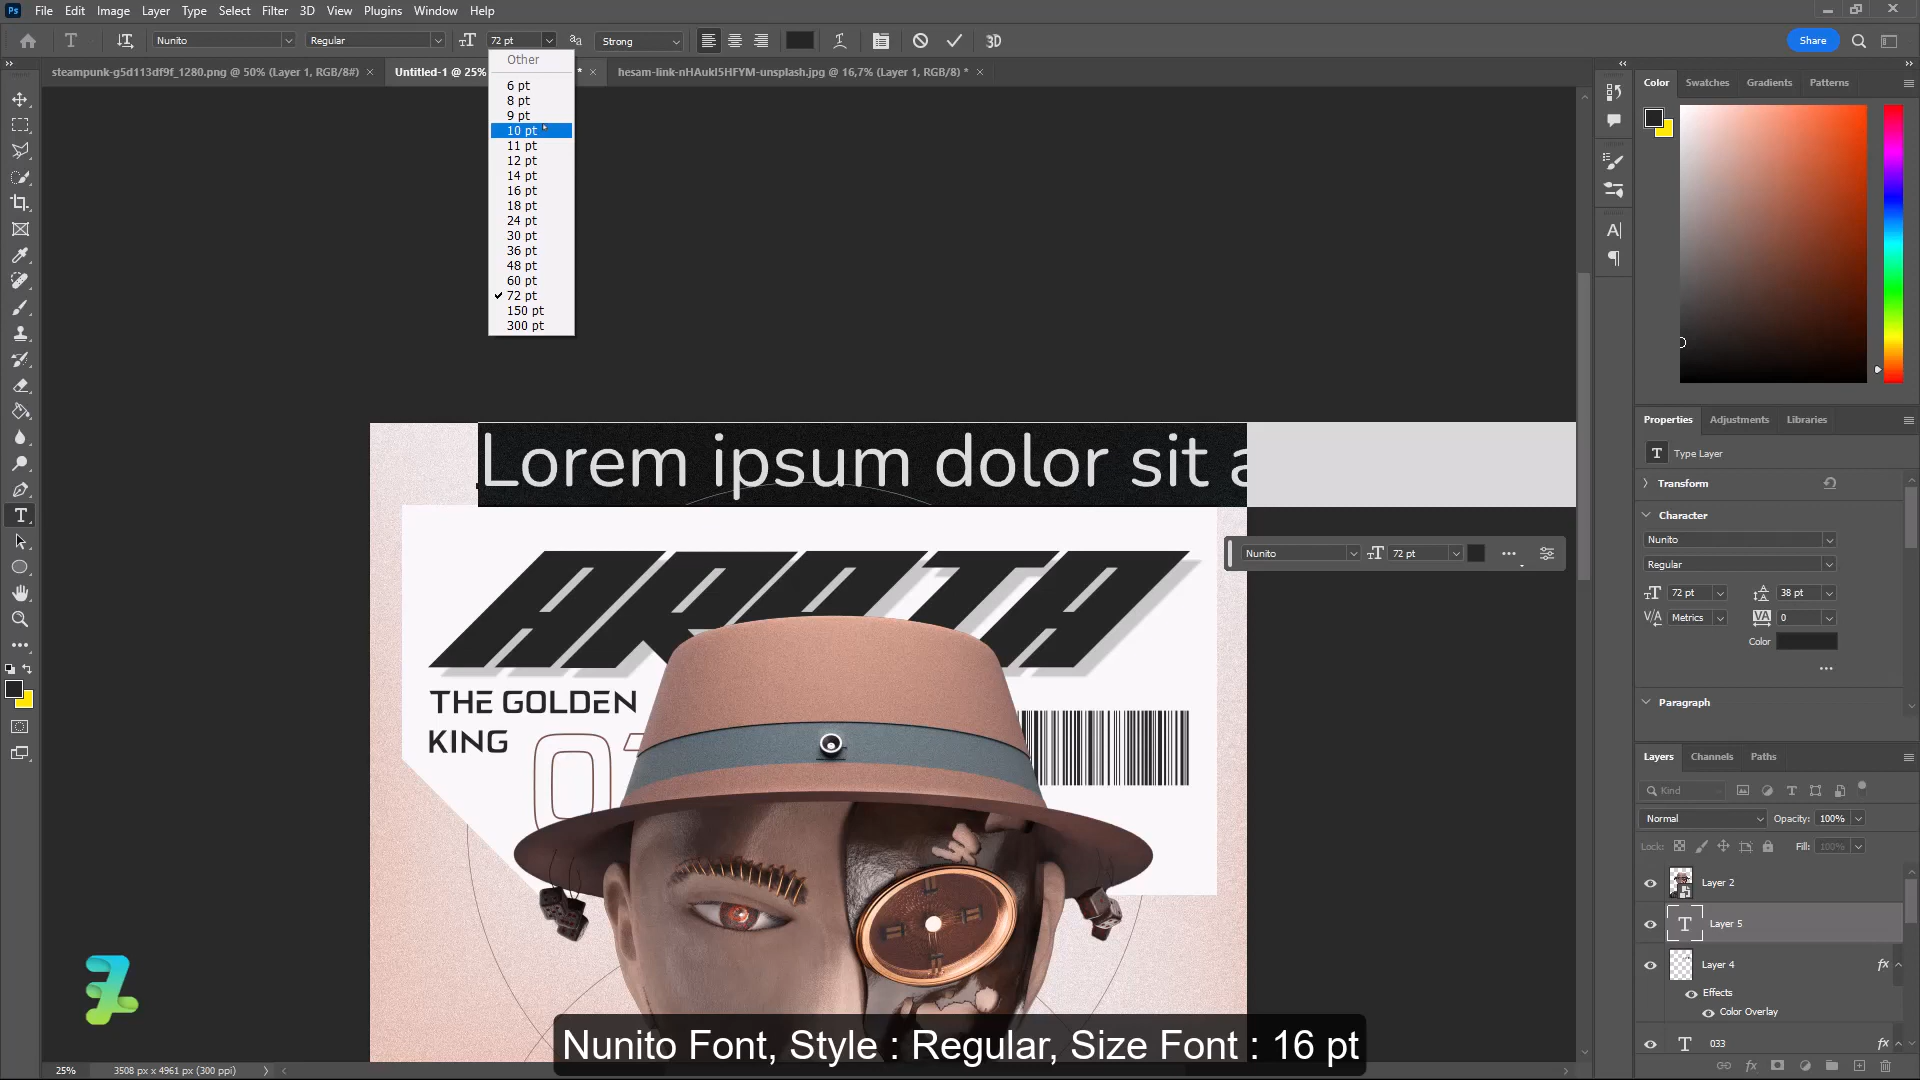 Ps File Edit Image Layer Type Select Filter 3D View Plugins Window Help
T Nunito Regular 72 pt Strong 3D Share
steampunk-g5d113df9f_1280.png @ 50% (Layer 1, RGB/8#) × Untitled-1 @ 25% * × hesam-link-nHAukI5HFYM-unsplash.jpg @ 16,7% (Layer 1, RGB/8) * ×
Other
6 pt
8 pt
9 pt
10 pt
11 pt
12 pt
14 pt
16 pt
18 pt
24 pt
30 pt
36 pt
48 pt
60 pt
72 pt
150 pt
300 pt
Lorem ipsum dolor sit a
Nunito 72 pt
ARATA
THE GOLDEN
KING
Color Swatches Gradients Patterns
Properties Adjustments Libraries
T Type Layer
Transform
Character
Nunito
Regular
72 pt 38 pt
Metrics 0
Color
Paragraph
Layers Channels Paths
Kind
Normal Opacity: 100%
Lock: Fill: 100%
Layer 2
T Layer 5
Layer 4 fx
Effects
Color Overlay
T 033 fx
Nunito Font, Style : Regular, Size Font : 16 pt
25% 3508 px x 4961 px (300 ppi)